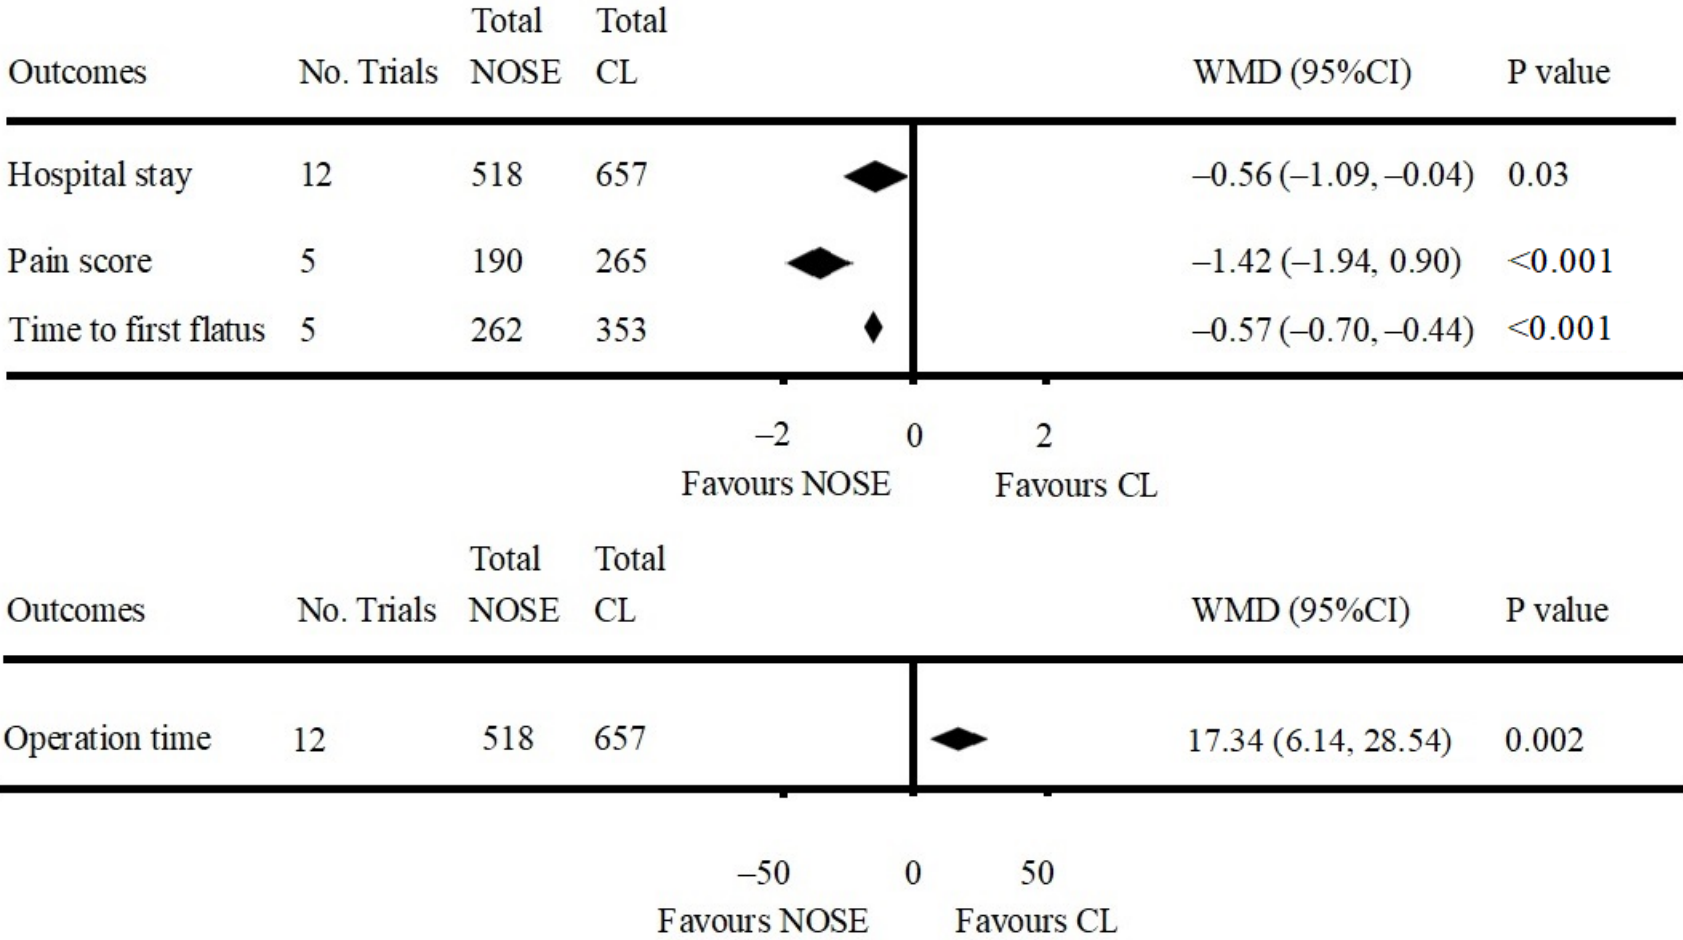 Total Total
Outcomes No. Trials NOSE CL WMD (95%CI) P value
Hospital stay 12 518 657 –0.56 (–1.09, –0.04) 0.03
Pain score 5 190 265 –1.42 (–1.94, 0.90) <0.001
Time to first flatus 5 262 353 –0.57 (–0.70, –0.44) <0.001
–2 0 2
Favours NOSE Favours CL
Total Total
Outcomes No. Trials NOSE CL WMD (95%CI) P value
Operation time 12 518 657 17.34 (6.14, 28.54) 0.002
–50 0 50
Favours NOSE Favours CL